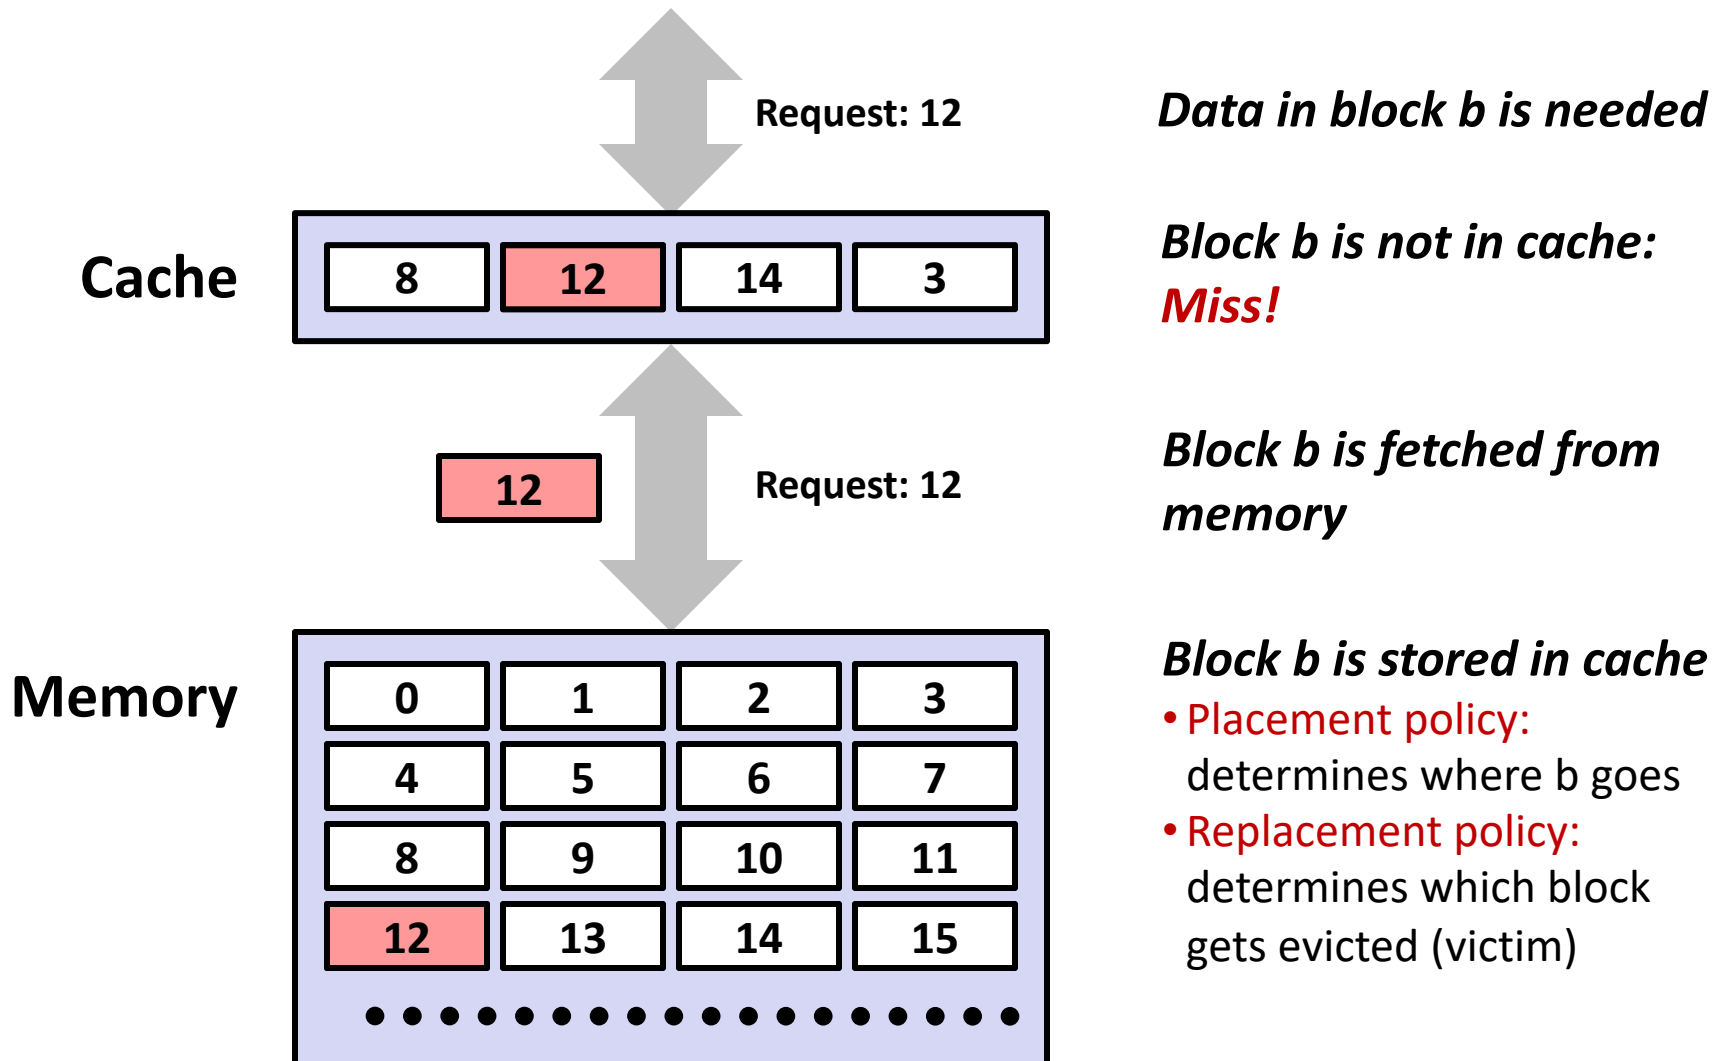 Request: 12
Data in block b is needed
Cache
8 12 14 3
Block b is not in cache:
Miss!
12
Request: 12
Block b is fetched from
memory
Memory
0 1 2 3
4 5 6 7
8 9 10 11
12 13 14 15
Block b is stored in cache
• Placement policy:
determines where b goes
• Replacement policy:
determines which block
gets evicted (victim)